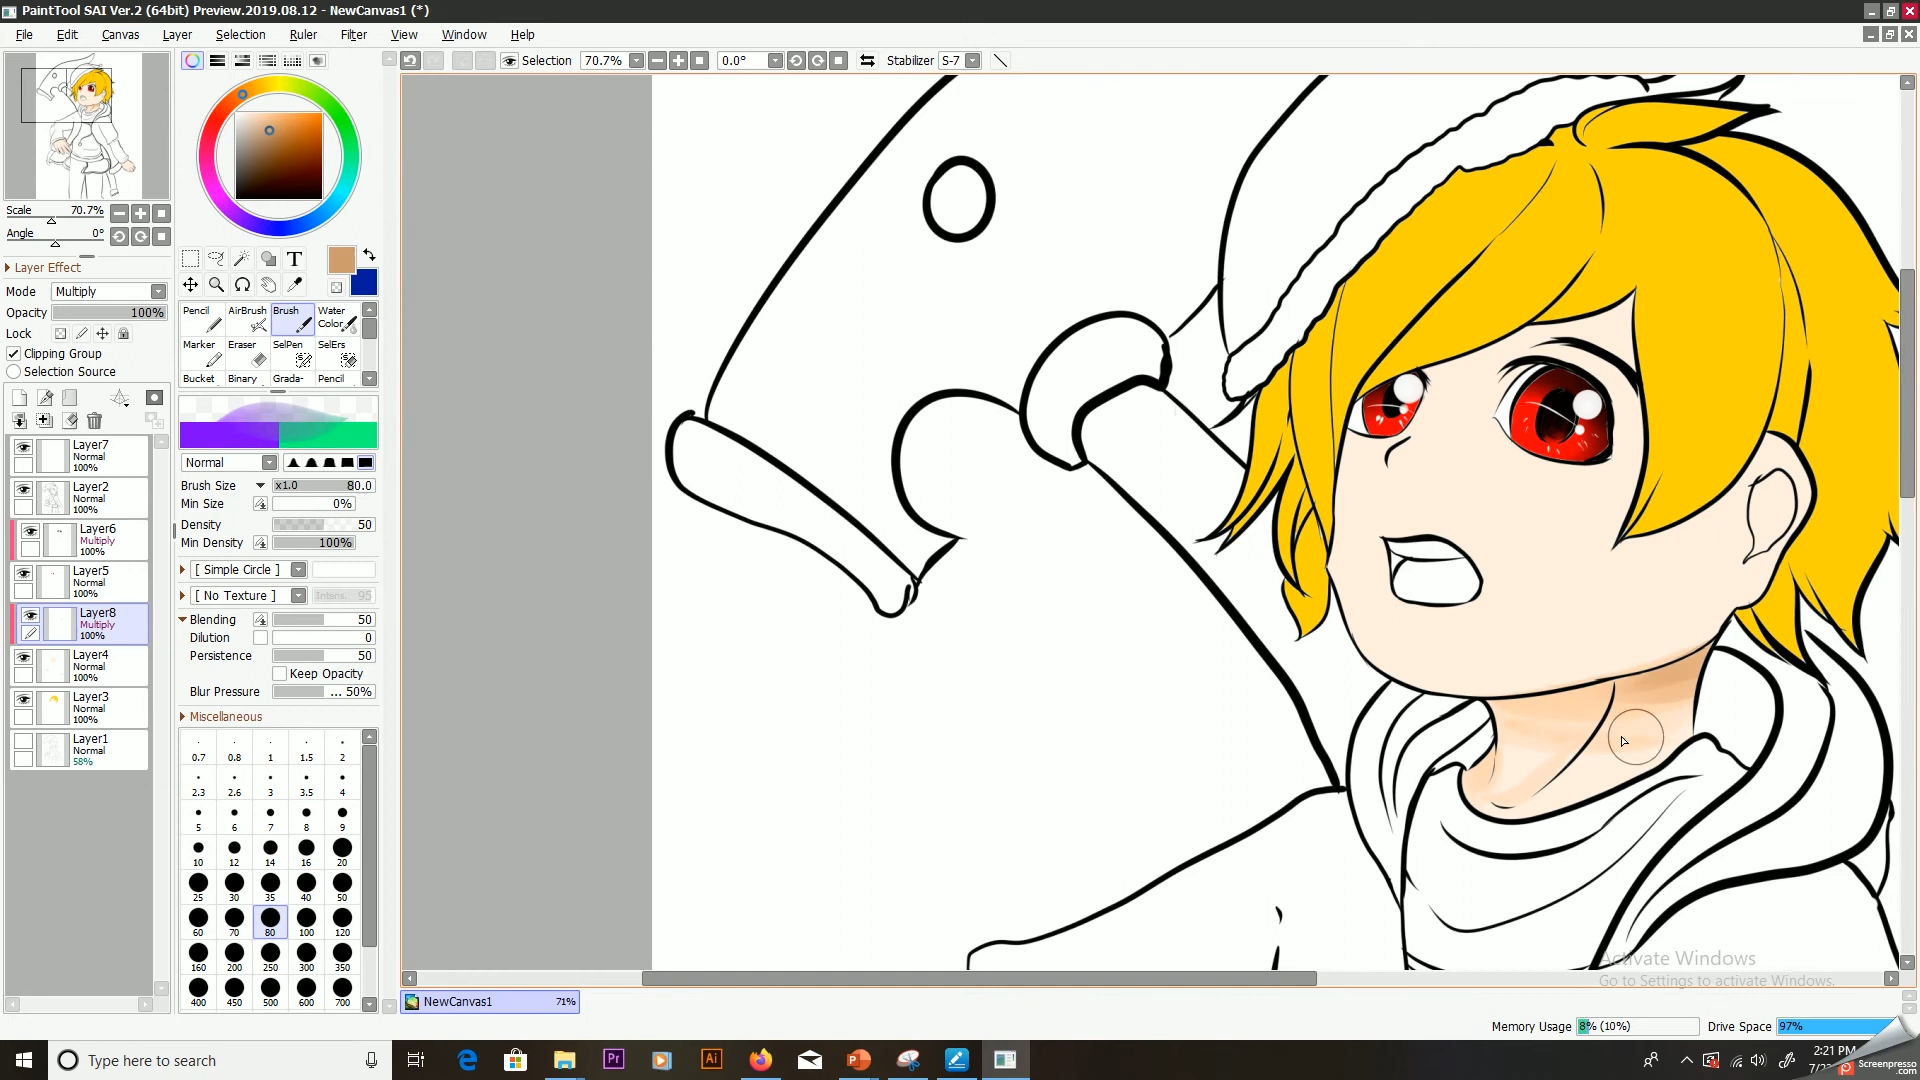 PaintTool SAI Ver.2 (64bit) Preview.2019.08.12 - NewCanvas1 (*)
File Edit Canvas Layer Selection Ruler Filter View Window Help
Selection 70.7% 0.0° Stabilizer S-7
Scale 70.7%
Angle 0°
Layer Effect
Mode Multiply
Opacity 100%
Lock
Clipping Group
Selection Source
Layer7
Normal
100%
Layer2
Normal
100%
Layer6
Multiply
100%
Layer5
Normal
100%
Layer8
Multiply
100%
Layer4
Normal
100%
Layer3
Normal
100%
Layer1
Normal
58%
T
Pencil AirBrush Brush Water Color
Marker Eraser SelPen SelErs
Bucket Binary Grada- Pencil
Normal
Brush Size x1.0 80.0
Min Size 0%
Density 50
Min Density 100%
[ Simple Circle ]
[ No Texture ] Intens. 95
Blending 50
Dilution 0
Persistence 50
Keep Opacity
Blur Pressure ... 50%
Miscellaneous
0.7 0.8 1 1.5 2
2.3 2.6 3 3.5 4
5 6 7 8 9
10 12 14 16 20
25 30 35 40 50
60 70 80 100 120
160 200 250 300 350
400 450 500 600 700
Activate Windows
Go to Settings to activate Windows.
NewCanvas1 71%
Memory Usage 8% (10%) Drive Space 97%
Type here to search
Pr
Ai
2:21 PM
Screenpresso
.com